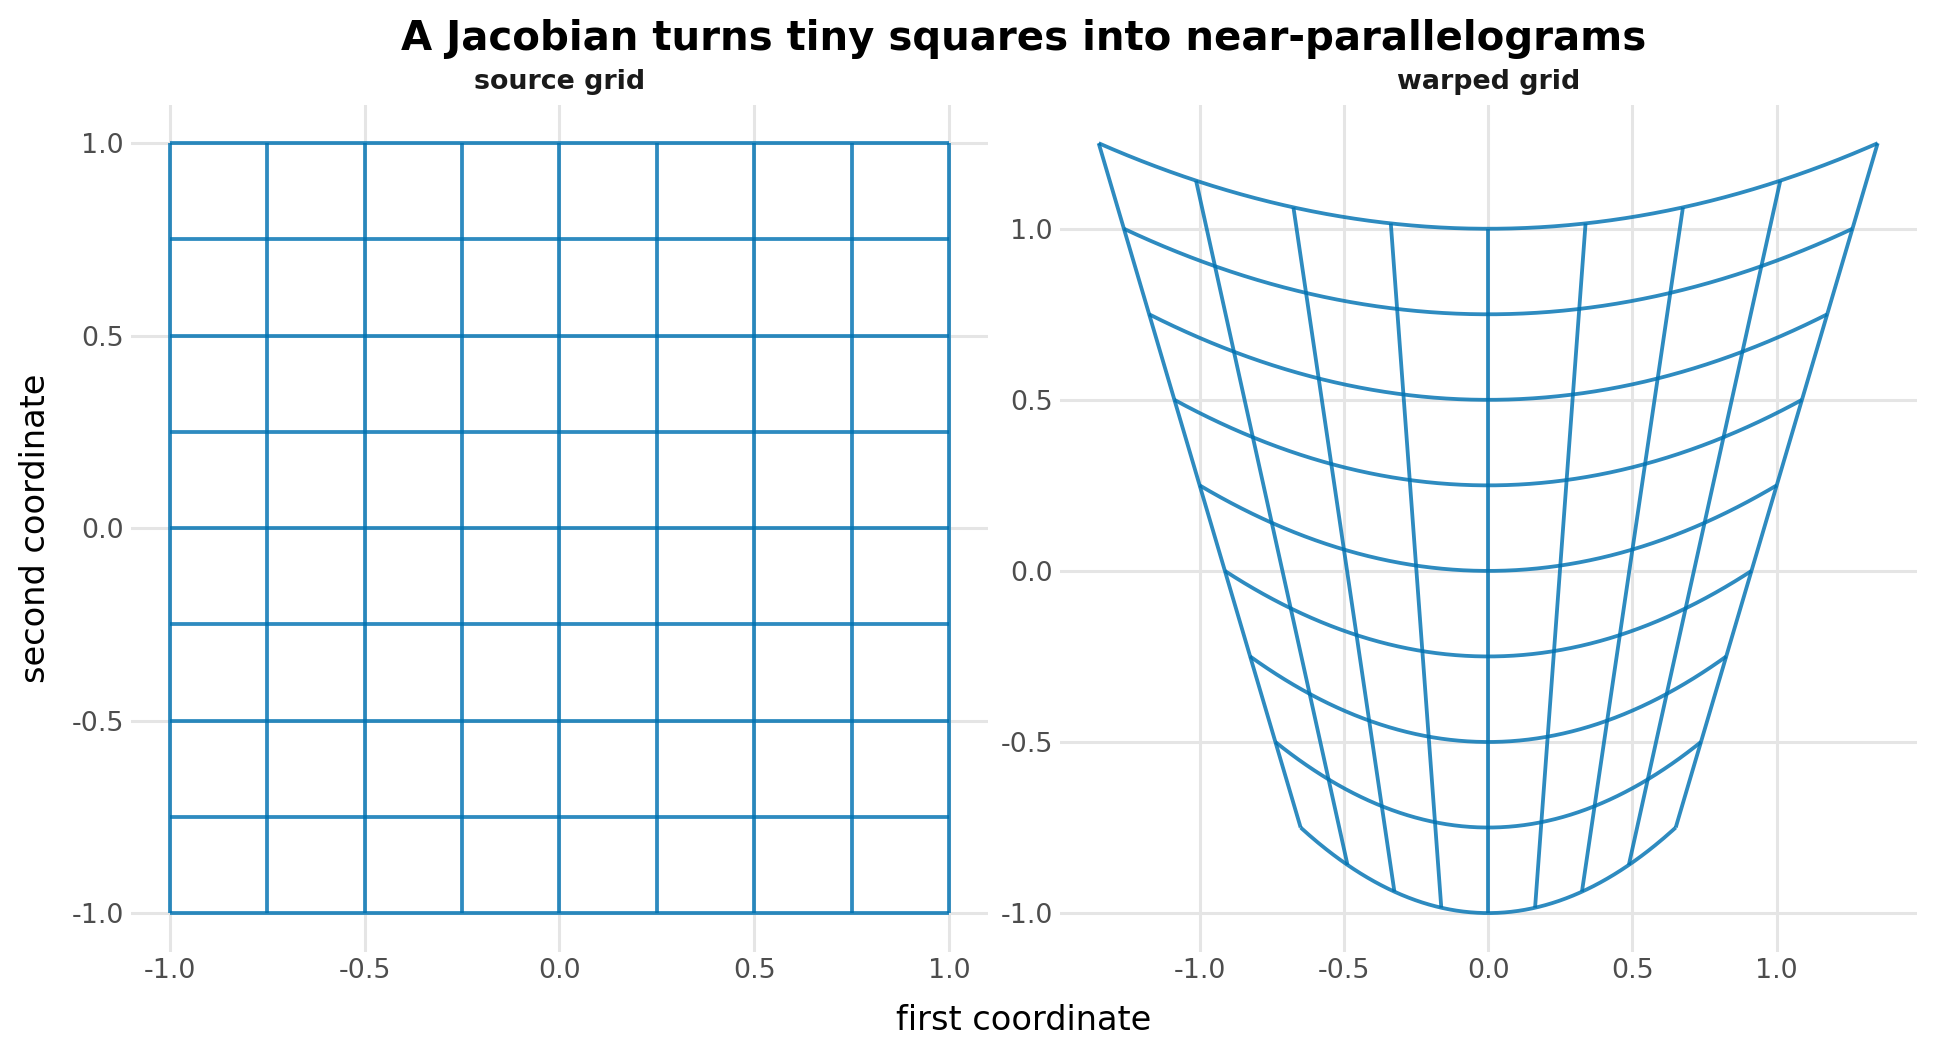 A Jacobian turns tiny squares into near-parallelograms
source grid
warped grid
second coordinate
1.0
0.5
0.0
-0.5
-1.0
-1.0 -0.5 0.0 0.5 1.0
1.0
0.5
0.0
-0.5
-1.0
-1.0 -0.5 0.0 0.5 1.0
first coordinate